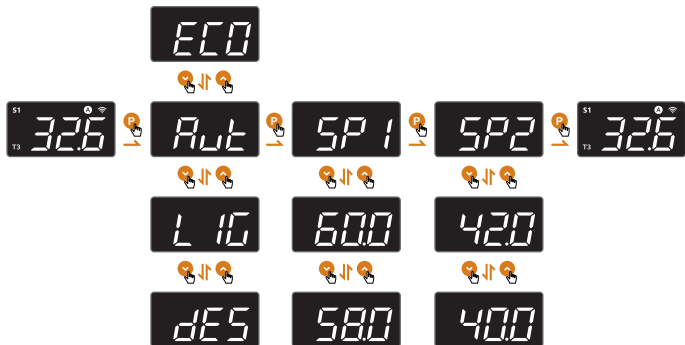 ECO
S1 A
T3 32.6
P
Aut
P
SP1
P
SP2
P
S1 A
T3 32.6
LIG
60.0
42.0
dES
58.0
40.0